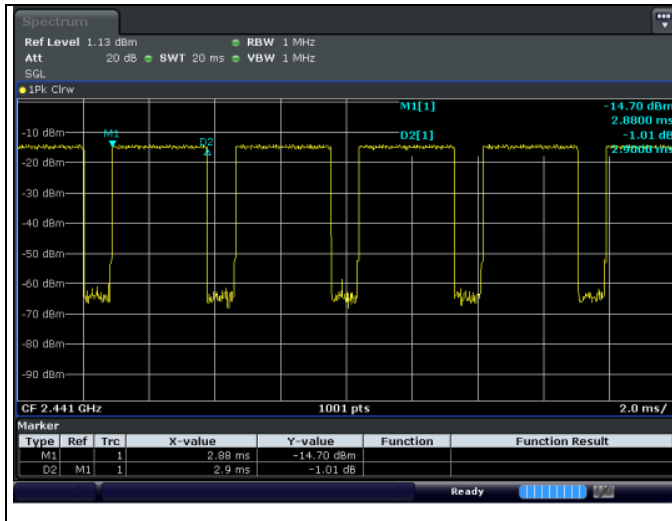 Spectrum
Ref Level 1.13 dBm RBW 1 MHz
Att 20 dB SWT 20 ms VBW 1 MHz
SGL
1Pk Clrw
M1[1] -14.70 dBm
2.8800 ms
-10 dBm M1 D2 D2[1] -1.01 dB
2.9000 ms
-20 dBm
-30 dBm
-40 dBm
-50 dBm
-60 dBm
-70 dBm
-80 dBm
-90 dBm
CF 2.441 GHz 1001 pts 2.0 ms/
Marker
Type Ref Trc X-value Y-value Function Function Result
M1 1 2.88 ms -14.70 dBm
D2 M1 1 2.9 ms -1.01 dB
Ready